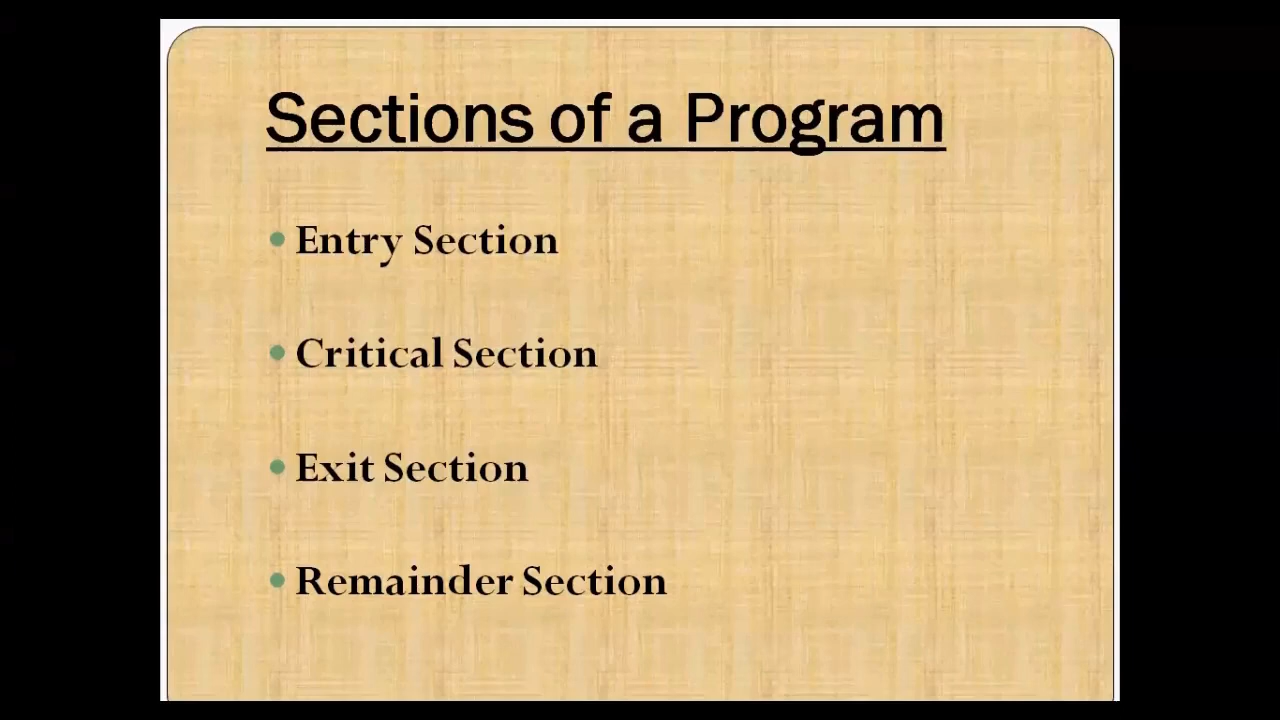 Sections of a Program
• Entry Section
• Critical Section
• Exit Section
• Remainder Section